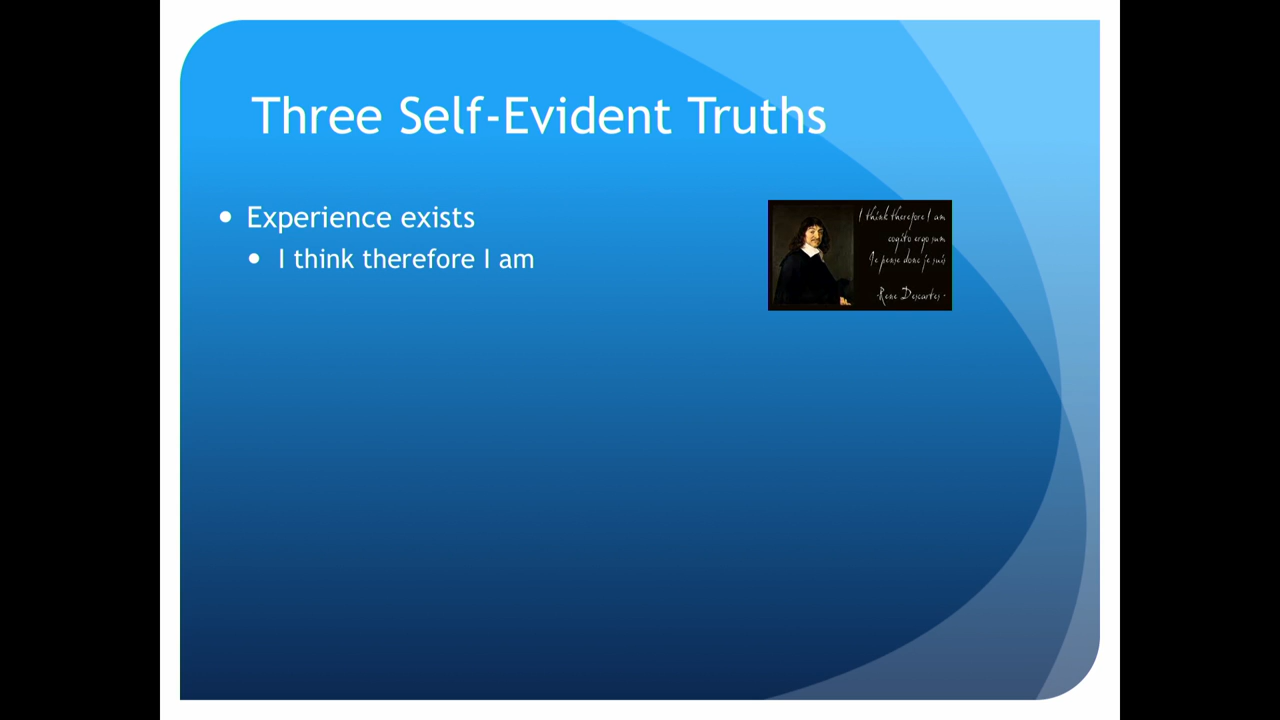 Three Self-Evident Truths
Experience exists
I think therefore I am
I think therefore I am
cogito ergo sum
Je pense donc je suis
·Rene Descartes·